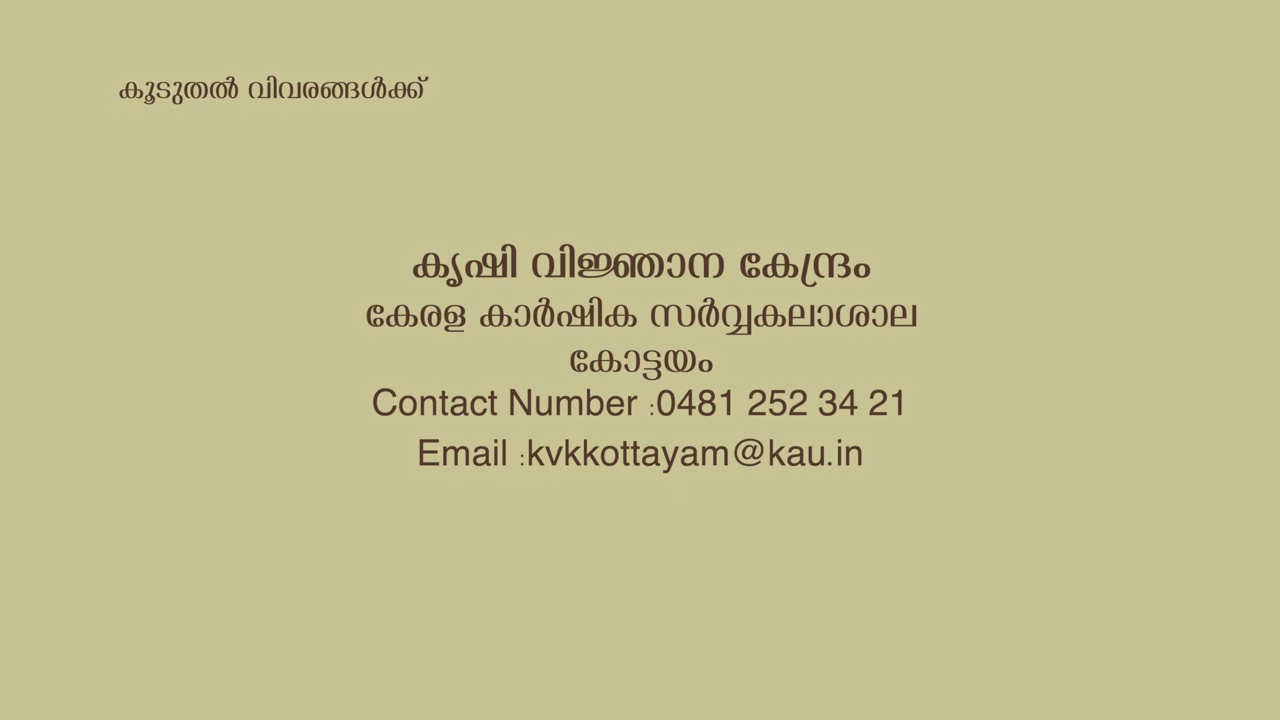 കൂടുതൽ വിവരങ്ങൾക്ക്
കൃഷി വിജ്ഞാന കേന്ദ്രം
കേരള കാർഷിക സർവ്വകലാശാല
കോട്ടയം
Contact Number :0481 252 34 21
Email :kvkkottayam@kau.in